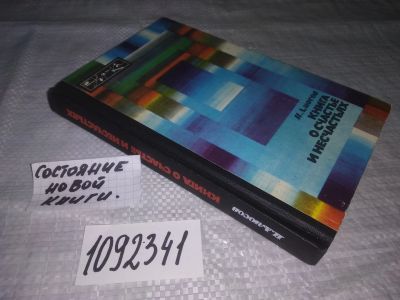 Н. Амосов
КНИГА
О СЧАСТЬЕ
И НЕСЧАСТЬЯХ
Н. АМОСОВ
КНИГА О СЧАСТЬЕ И НЕСЧАСТЬЯХ
СОСТОЯНИЕ
НОВОЙ
КНИГИ.
1092341